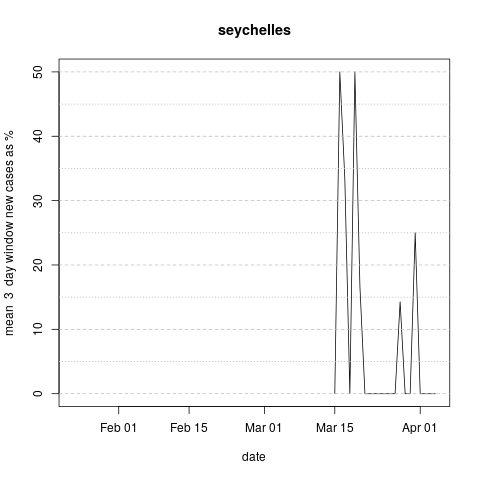 seychelles
mean  3  day window new cases as %
50
40
30
20
10
0
Feb 01
Feb 15
Mar 01
Mar 15
Apr 01
date